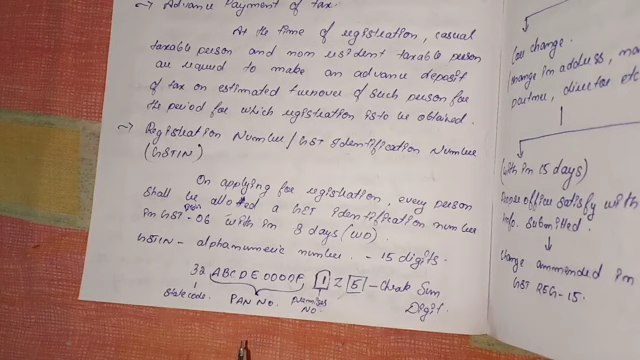 → Advance Payment of tax.
At the time of registration, casual
taxable person and non resident taxable person
are required to make an advance deposit
of tax on estimated turnover of such person for
the period for which registration is to be obtained.
→ Registration Number / GST Identification Number
(GSTIN)
On applying for registration, every person
shall be allotted a GST identification number
in GST-06 with in 3 days (WD).
GSTIN - alphanumeric number - 15 digits.
32 ABCDE0000F 1 Z 5 - Check Sum
Digit.
State code. PAN NO. Premises
NO.
Can change.
change in address,
partner, director etc
(with in 15 days)
officer satisfy with
info. submitted.
Change ammended in
GST REG-15.